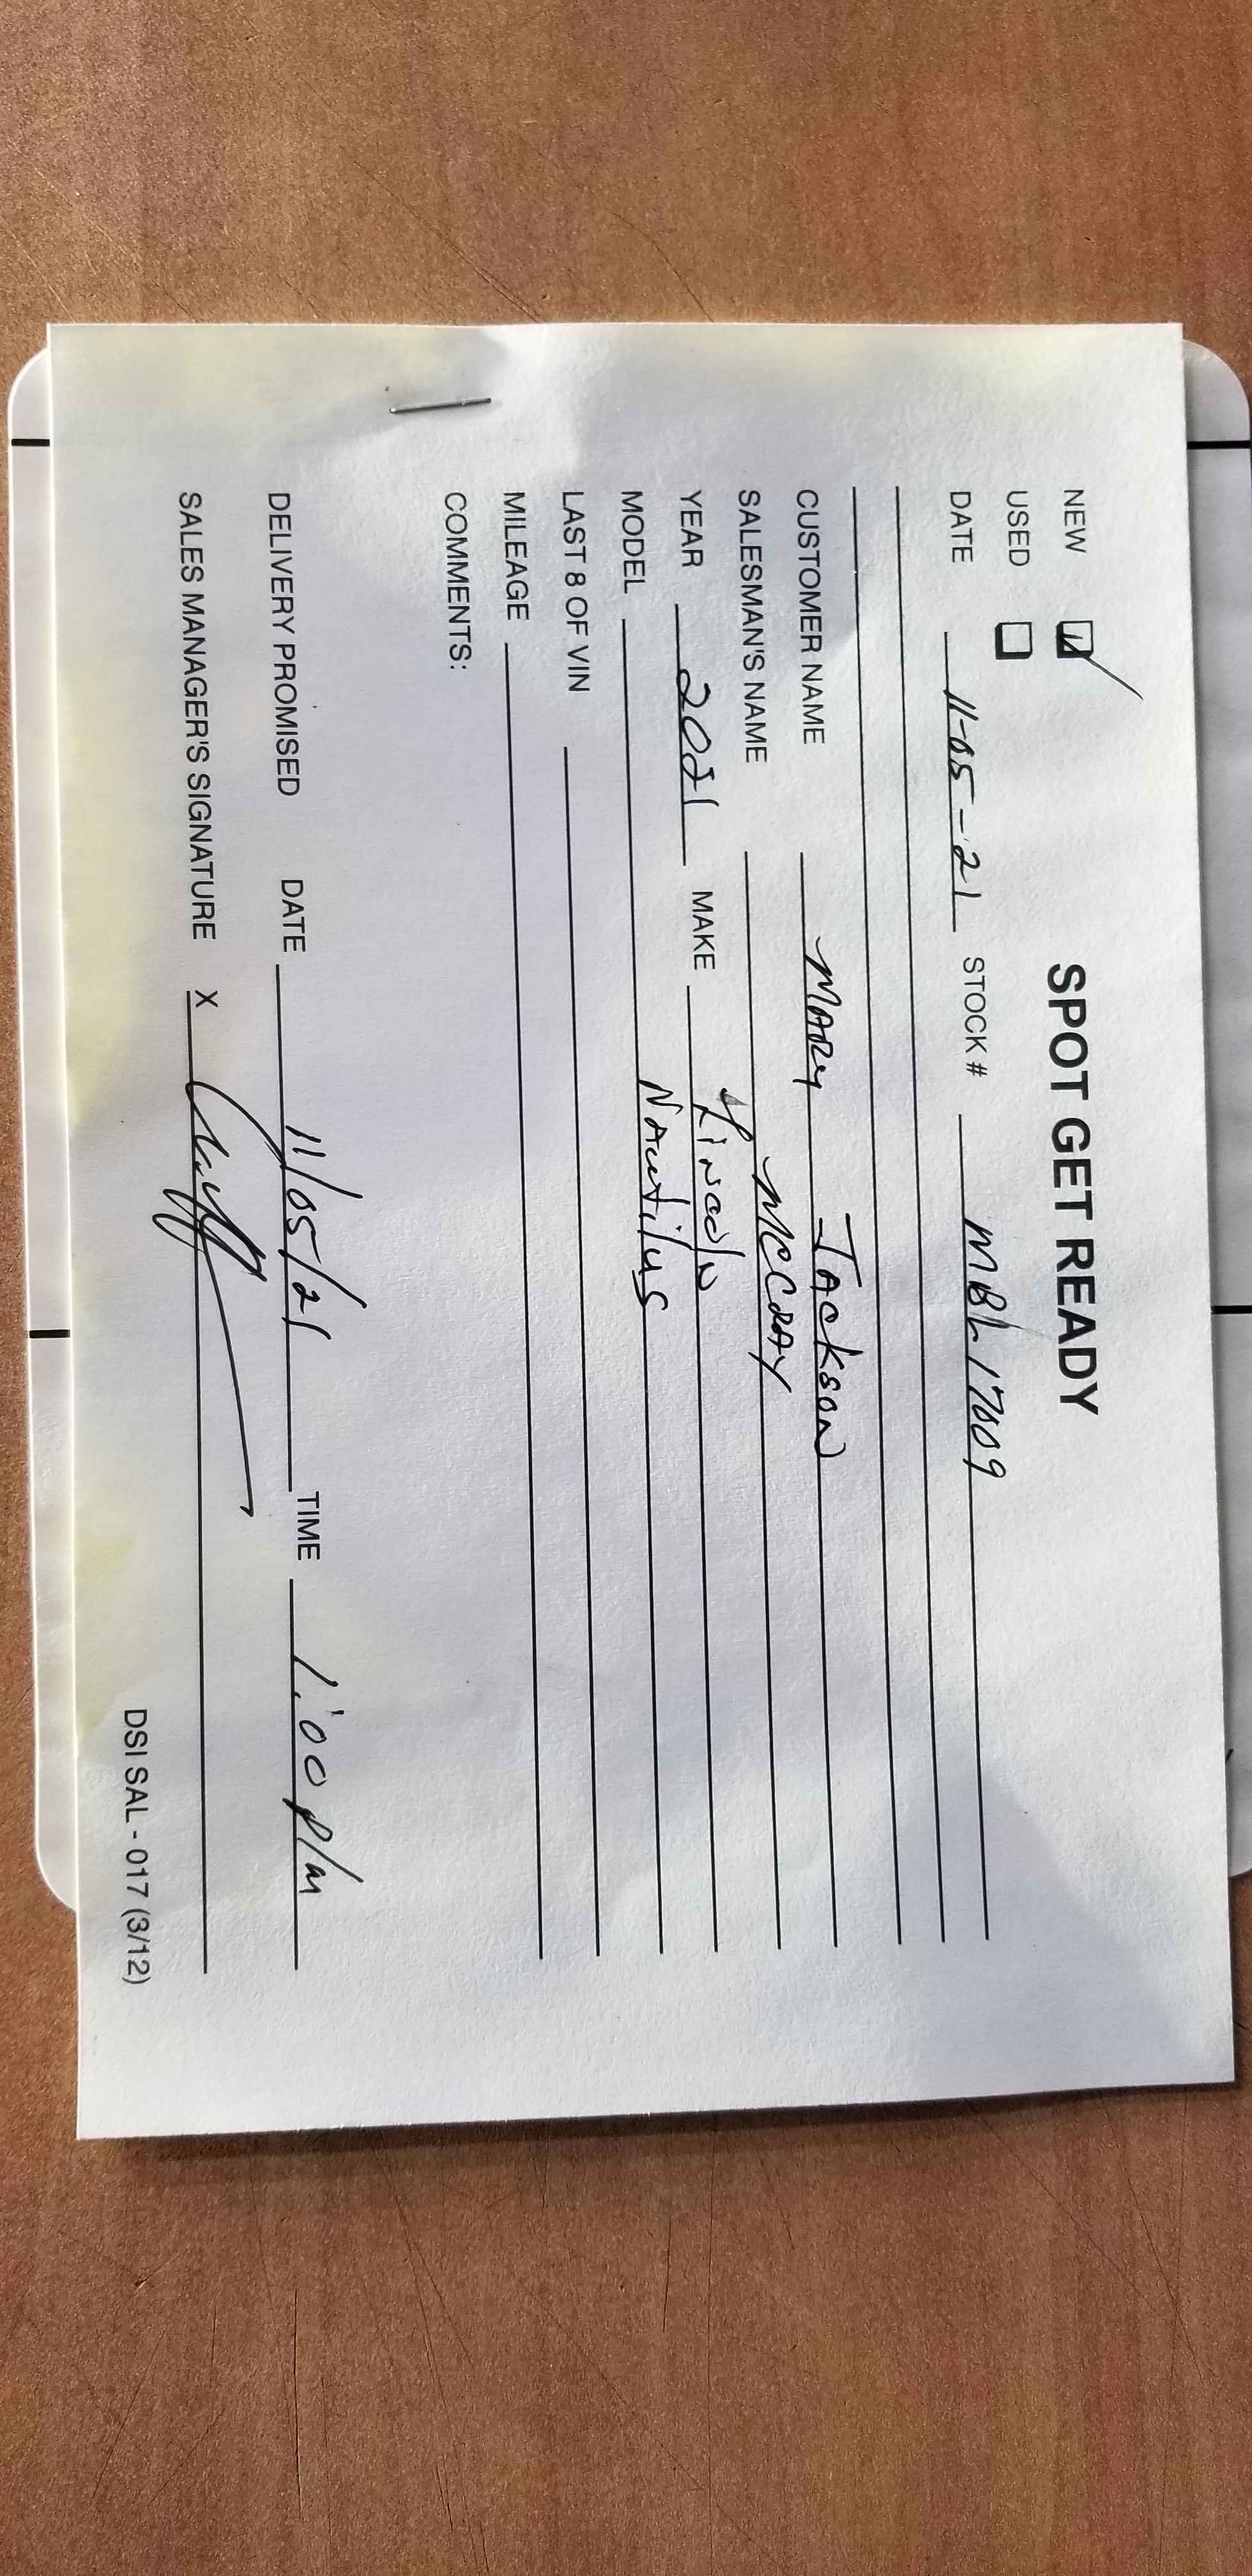 SPOT GET READY
NEW
USED
DATE 11-05-21 STOCK # MBL17009
CUSTOMER NAME MARY JACKSON
SALESMAN'S NAME MCCRAY
YEAR 2021 MAKE LINCOLN
MODEL NAUTILUS
LAST 8 OF VIN
MILEAGE
COMMENTS:
DELIVERY PROMISED DATE 11/05/21 TIME 1:00 P/M
SALES MANAGER'S SIGNATURE X
DSI SAL - 017 (3/12)